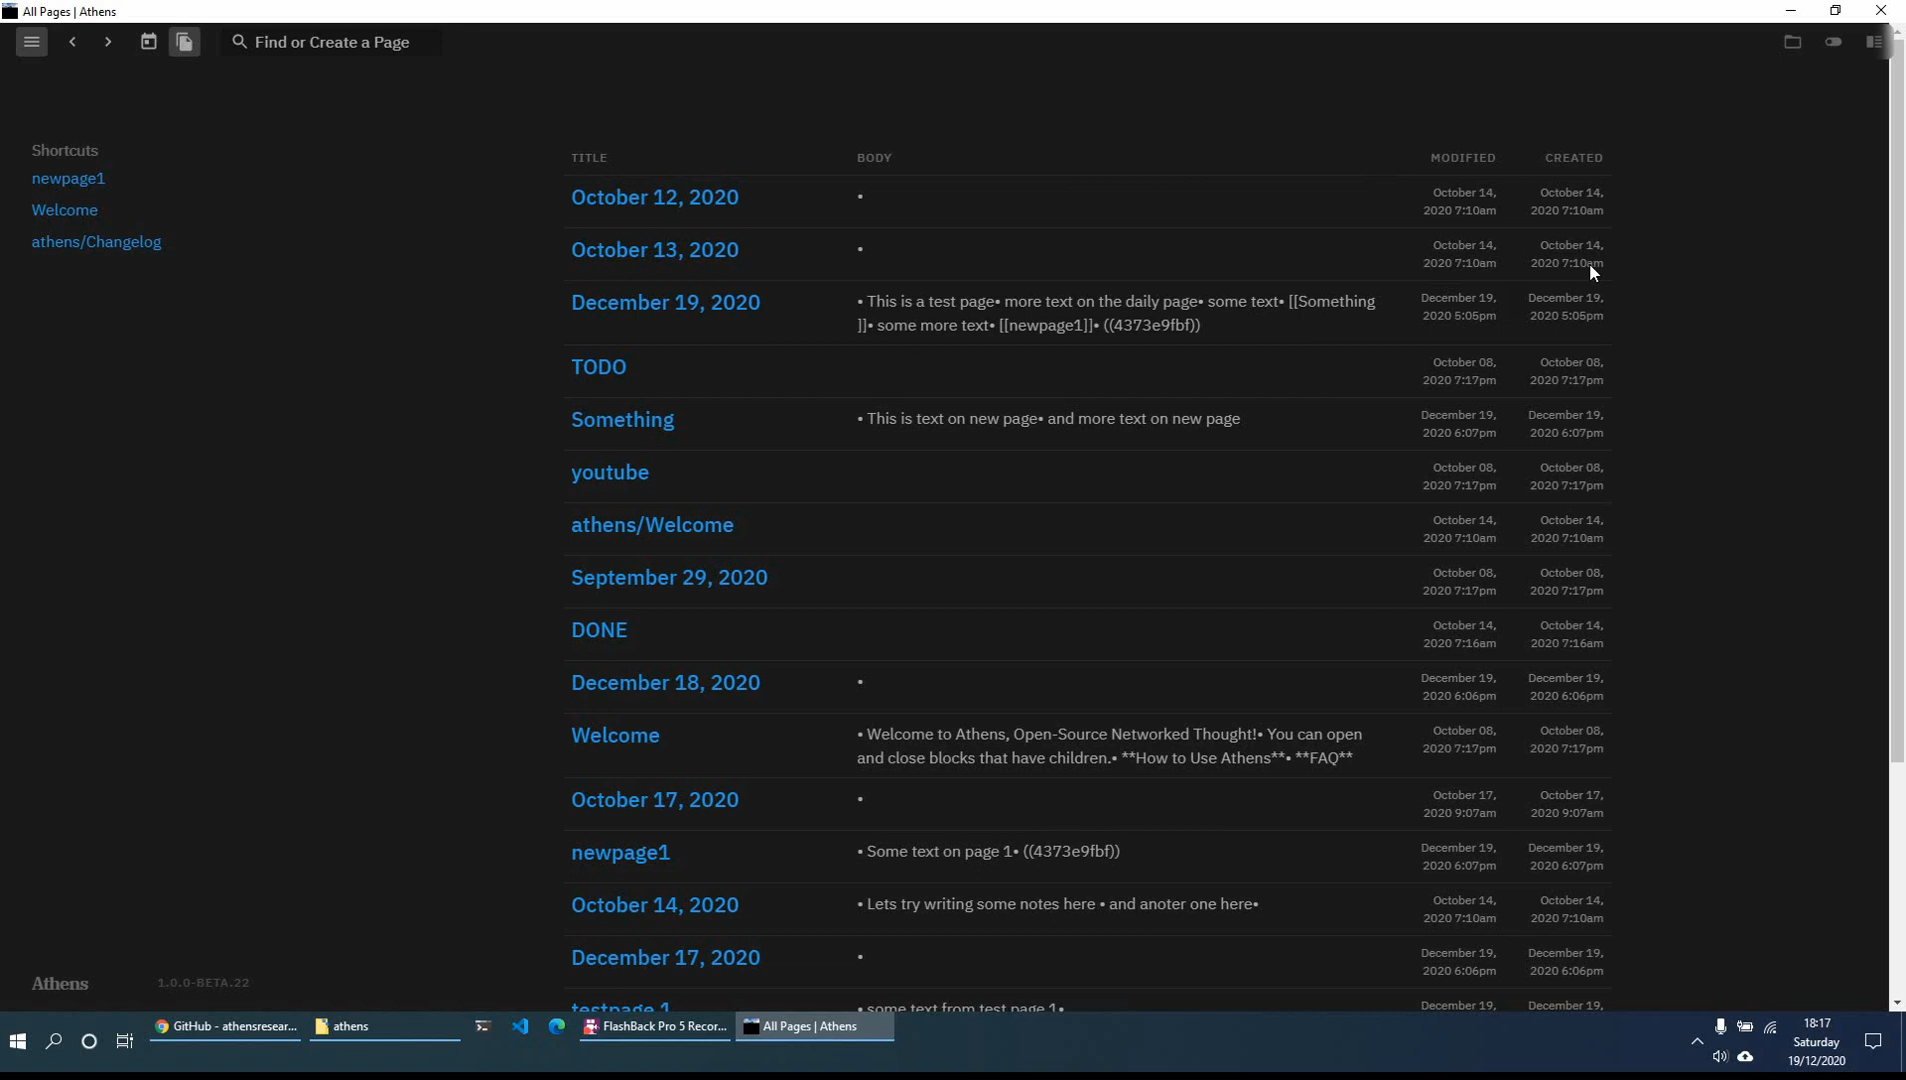 All Pages | Athens
Find or Create a Page
Shortcuts
newpage1
Welcome
athens/Changelog
TITLE BODY MODIFIED CREATED
October 12, 2020 • October 14, 2020 7:10am October 14, 2020 7:10am
October 13, 2020 • October 14, 2020 7:10am October 14, 2020 7:10am
December 19, 2020 • This is a test page• more text on the daily page• some text• [[Something
]]• some more text• [[newpage1]]• ((4373e9fbf)) December 19, 2020 5:05pm December 19, 2020 5:05pm
TODO October 08, 2020 7:17pm October 08, 2020 7:17pm
Something • This is text on new page• and more text on new page December 19, 2020 6:07pm December 19, 2020 6:07pm
youtube October 08, 2020 7:17pm October 08, 2020 7:17pm
athens/Welcome October 14, 2020 7:10am October 14, 2020 7:10am
September 29, 2020 October 08, 2020 7:17pm October 08, 2020 7:17pm
DONE October 14, 2020 7:16am October 14, 2020 7:16am
December 18, 2020 • December 19, 2020 6:06pm December 19, 2020 6:06pm
Welcome • Welcome to Athens, Open-Source Networked Thought!• You can open
and close blocks that have children.• **How to Use Athens**• **FAQ** October 08, 2020 7:17pm October 08, 2020 7:17pm
October 17, 2020 • October 17, 2020 9:07am October 17, 2020 9:07am
newpage1 • Some text on page 1• ((4373e9fbf)) December 19, 2020 6:07pm December 19, 2020 6:07pm
October 14, 2020 • Lets try writing some notes here • and anoter one here• October 14, 2020 7:10am October 14, 2020 7:10am
December 17, 2020 • December 19, 2020 6:06pm December 19, 2020 6:06pm
testpage 1 • some text from test page 1• December 19, December 19,
Athens 1.0.0-BETA.22
GitHub - athensresear... athens FlashBack Pro 5 Recor... All Pages | Athens
18:17
Saturday
19/12/2020